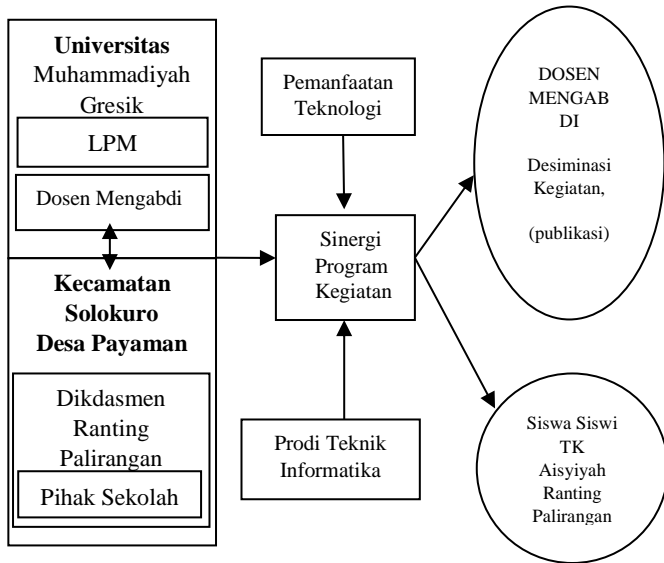 Universitas
Muhammadiyah
Gresik
LPM
Dosen Mengabdi
Kecamatan
Solokuro
Desa Payaman
Dikdasmen
Ranting
Palirangan
Pihak Sekolah
Pemanfaatan
Teknologi
Sinergi
Program
Kegiatan
Prodi Teknik
Informatika
DOSEN
MENGAB
DI
Desiminasi
Kegiatan,
(publikasi)
Siswa Siswi
TK
Aisyiyah
Ranting
Palirangan